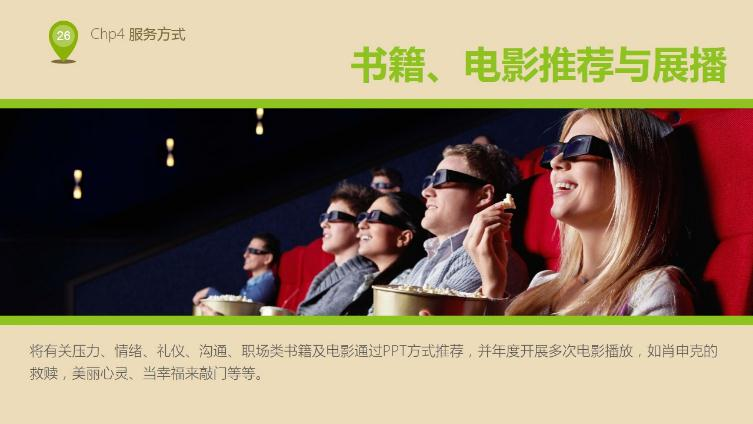 26
Chp4 服务方式
书籍、电影推荐与展播
将有关压力、情绪、礼仪、沟通、职场类书籍及电影通过PPT方式推荐，并年度开展多次电影播放，如肖申克的
救赎，美丽心灵、当幸福来敲门等等。